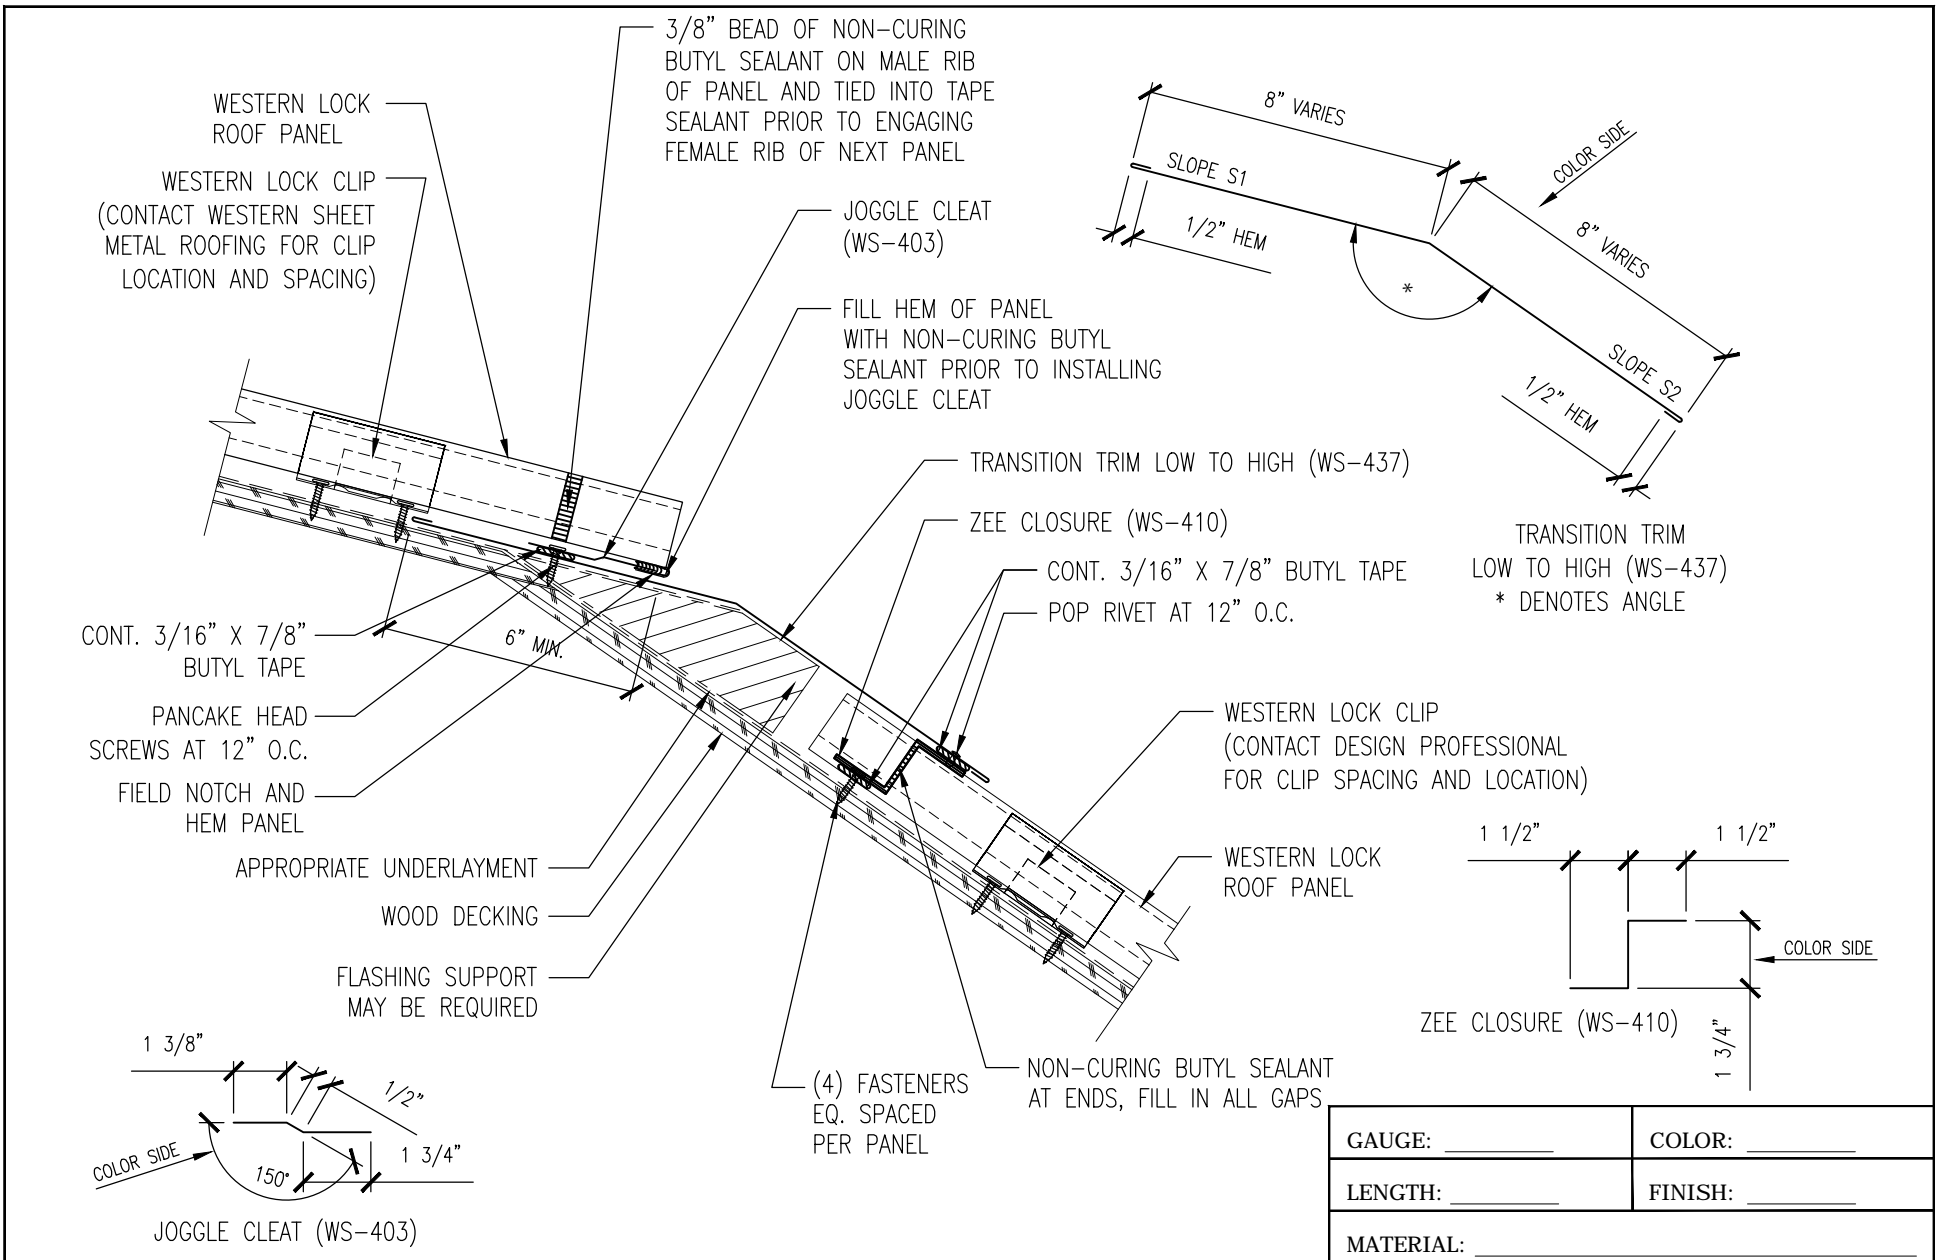 3/8” BEAD OF NON-CURING
BUTYL SEALANT ON MALE RIB
OF PANEL AND TIED INTO TAPE
SEALANT PRIOR TO ENGAGING
FEMALE RIB OF NEXT PANEL
WESTERN LOCK
ROOF PANEL
WESTERN LOCK CLIP
(CONTACT WESTERN SHEET
METAL ROOFING FOR CLIP
LOCATION AND SPACING)
JOGGLE CLEAT
(WS-403)
FILL HEM OF PANEL
WITH NON-CURING BUTYL
SEALANT PRIOR TO INSTALLING
JOGGLE CLEAT
8” VARIES
COLOR SIDE
SLOPE S1
1/2” HEM
8” VARIES
*
SLOPE S2
1/2” HEM
TRANSITION TRIM
LOW TO HIGH (WS-437)
* DENOTES ANGLE
TRANSITION TRIM LOW TO HIGH (WS-437)
ZEE CLOSURE (WS-410)
CONT. 3/16” X 7/8” BUTYL TAPE
POP RIVET AT 12” O.C.
CONT. 3/16” X 7/8”
BUTYL TAPE
6” MIN.
PANCAKE HEAD
SCREWS AT 12” O.C.
FIELD NOTCH AND
HEM PANEL
APPROPRIATE UNDERLAYMENT
WOOD DECKING
FLASHING SUPPORT
MAY BE REQUIRED
WESTERN LOCK CLIP
(CONTACT DESIGN PROFESSIONAL
FOR CLIP SPACING AND LOCATION)
WESTERN LOCK
ROOF PANEL
1 1/2”
1 1/2”
COLOR SIDE
1 3/4”
ZEE CLOSURE (WS-410)
NON-CURING BUTYL SEALANT
AT ENDS, FILL IN ALL GAPS
(4) FASTENERS
EQ. SPACED
PER PANEL
1 3/8”
1/2”
COLOR SIDE
150°
1 3/4”
JOGGLE CLEAT (WS-403)
GAUGE:
COLOR:
LENGTH:
FINISH:
MATERIAL: